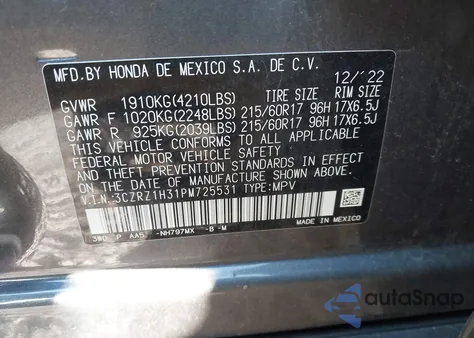 MFD.BY HONDA DE MEXICO S.A. DE C.V.
12/'22
TIRE SIZE RIM SIZE
GVWR 1910KG(4210LBS)
GAWR F 1020KG(2248LBS) 215/60R17 96H 17X6.5J
GAWR R 925KG(2039LBS) 215/60R17 96H 17X6.5J
THIS VEHICLE CONFORMS TO ALL APPLICABLE
FEDERAL MOTOR VEHICLE SAFETY
AND THEFT PREVENTION STANDARDS IN EFFECT ON THE
DATE OF MANUFACTURE SHOWN ABOVE.
V.I.N.:3CZRZ1H31PM725531 TYPE:MPV
3W0 P AA5 -NH797MX -B -M
MADE IN MEXICO
autoSnap